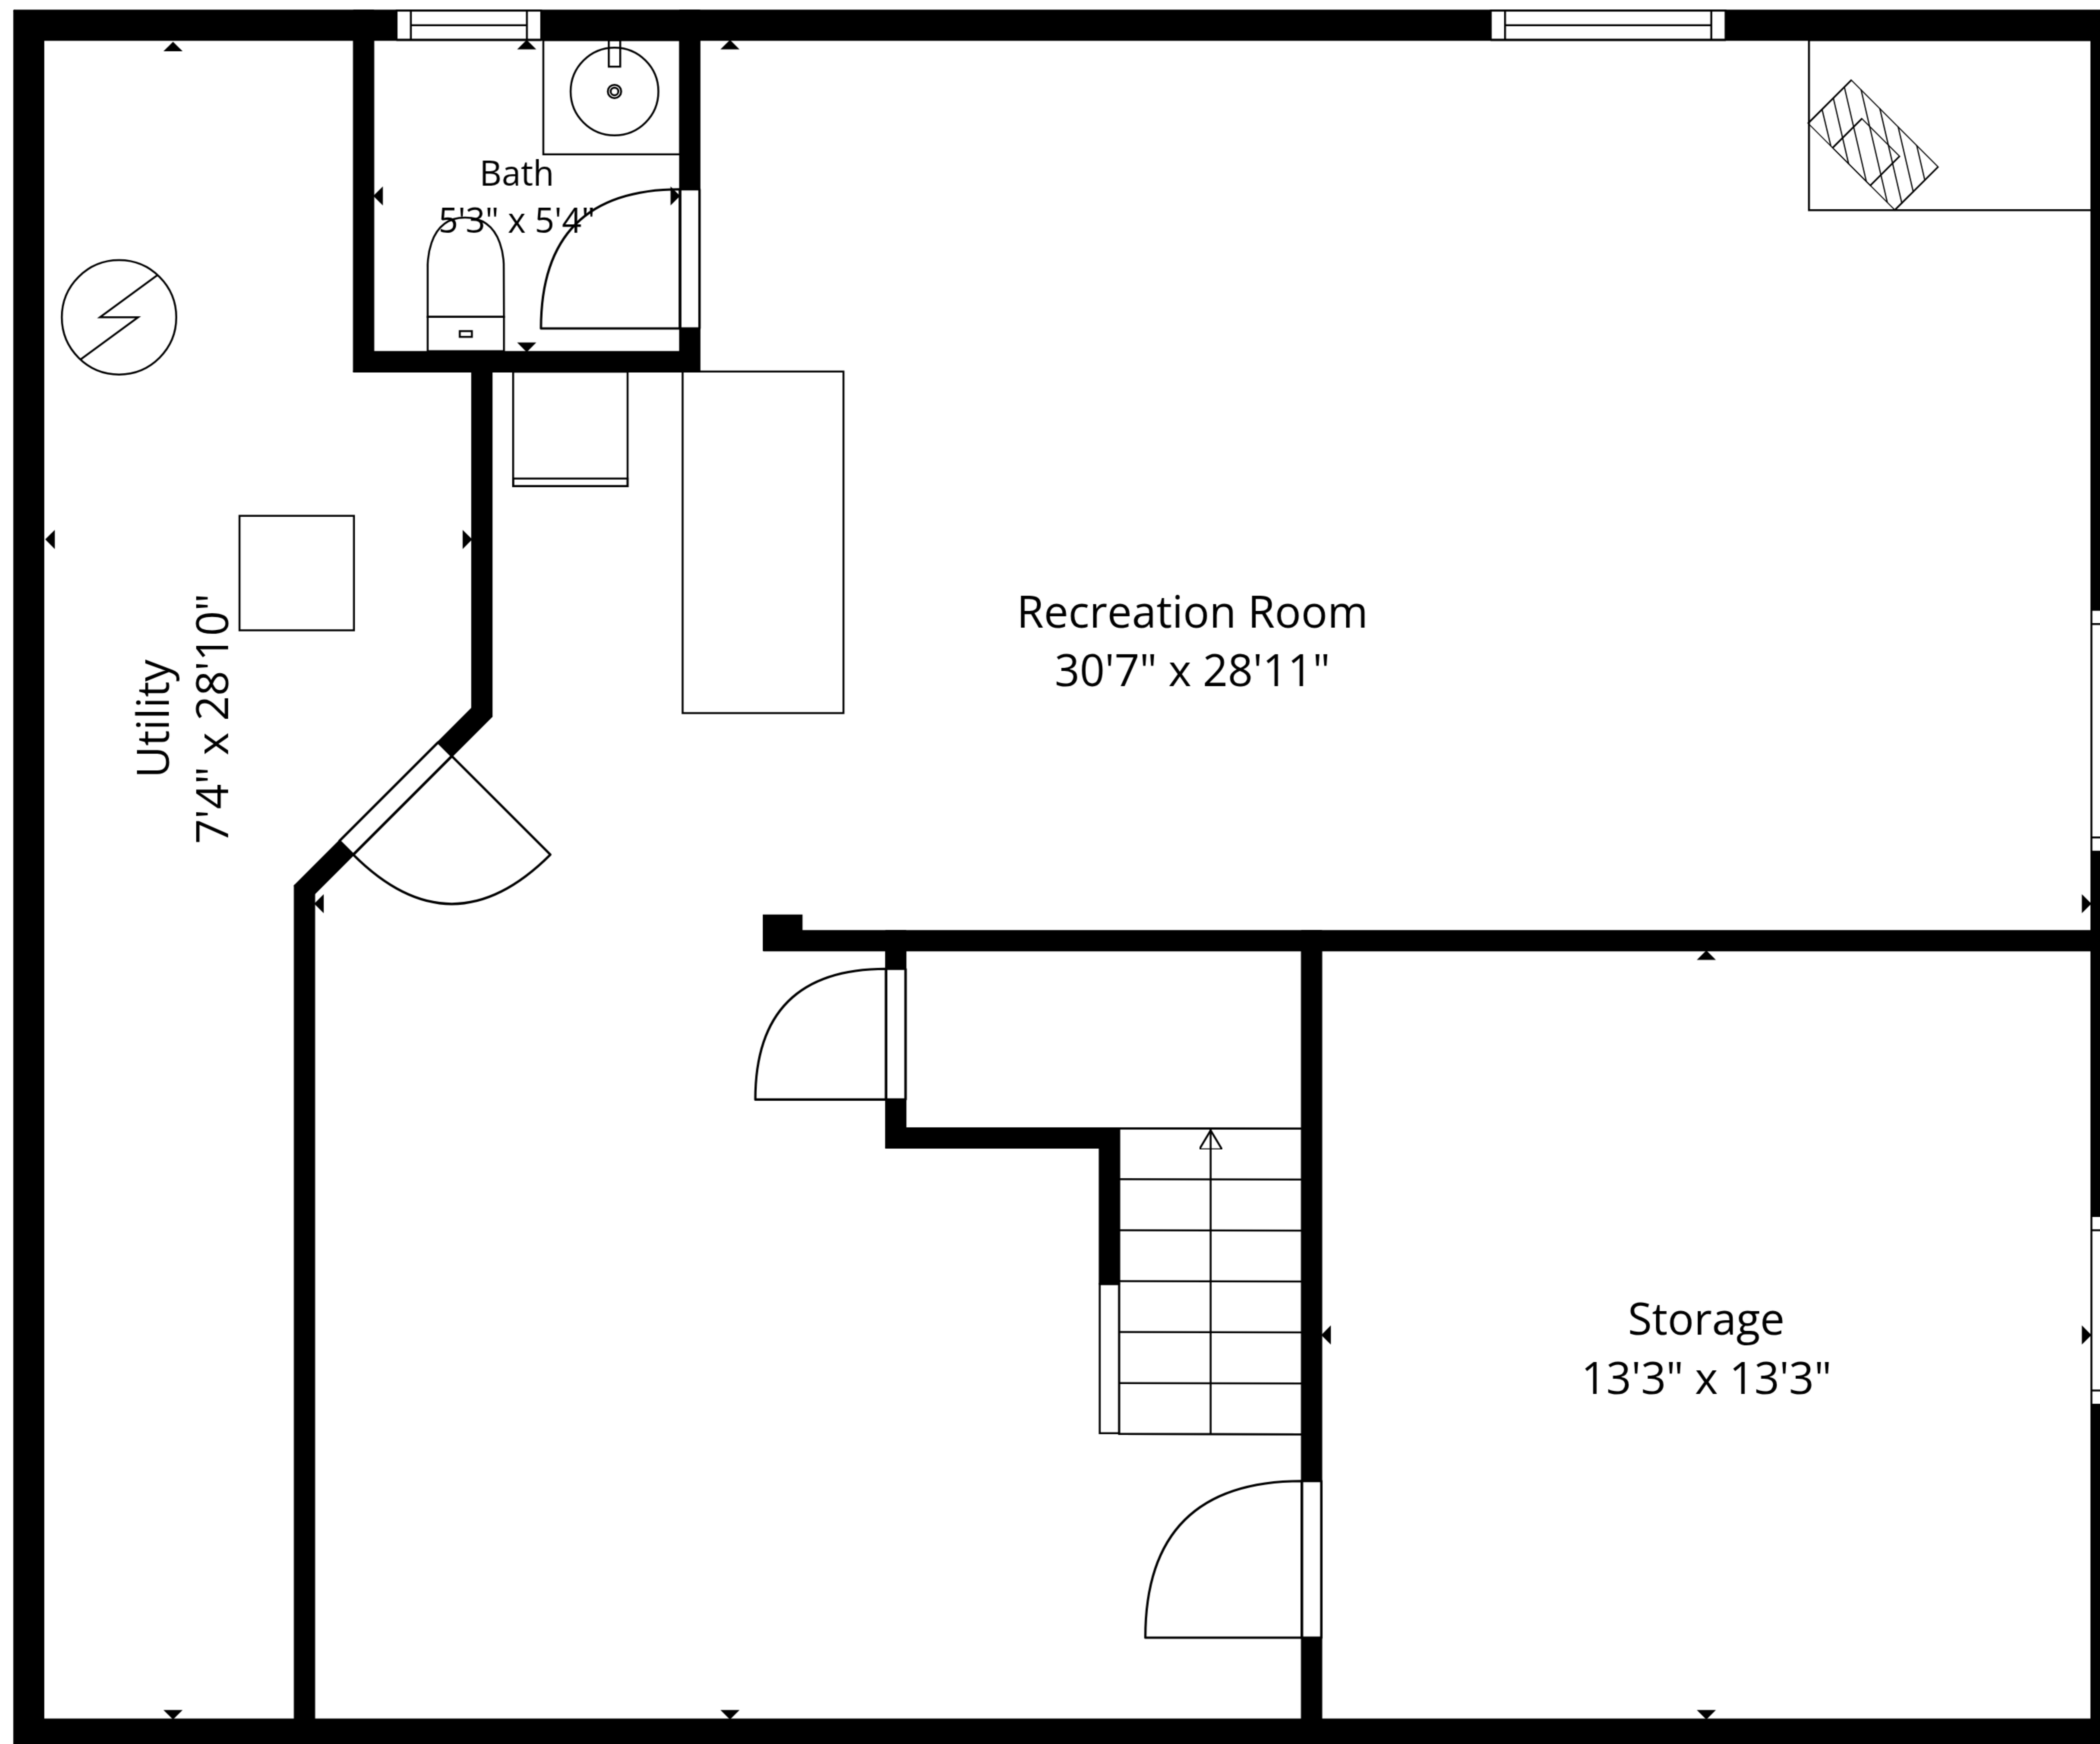 Bath
5'3" x 5'4"
Recreation Room
30'7" x 28'11"
Utility
7'4" x 28'10"
Storage
13'3" x 13'3"